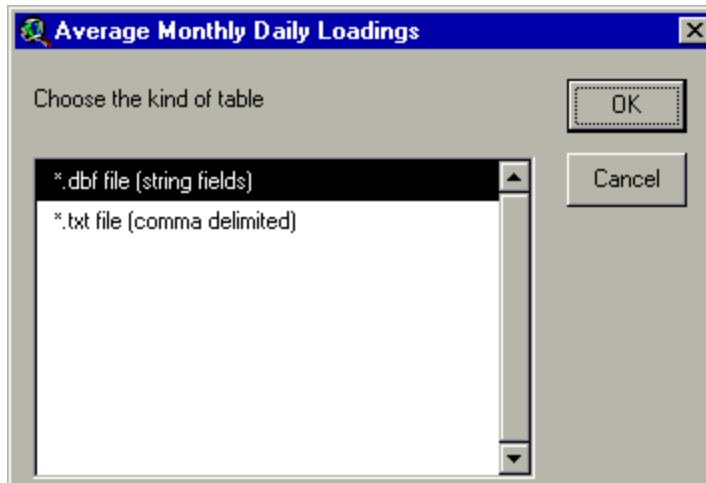 Average Monthly Daily Loadings
Choose the kind of table
OK
*.dbf file (string fields)
Cancel
*.txt file (comma delimited)